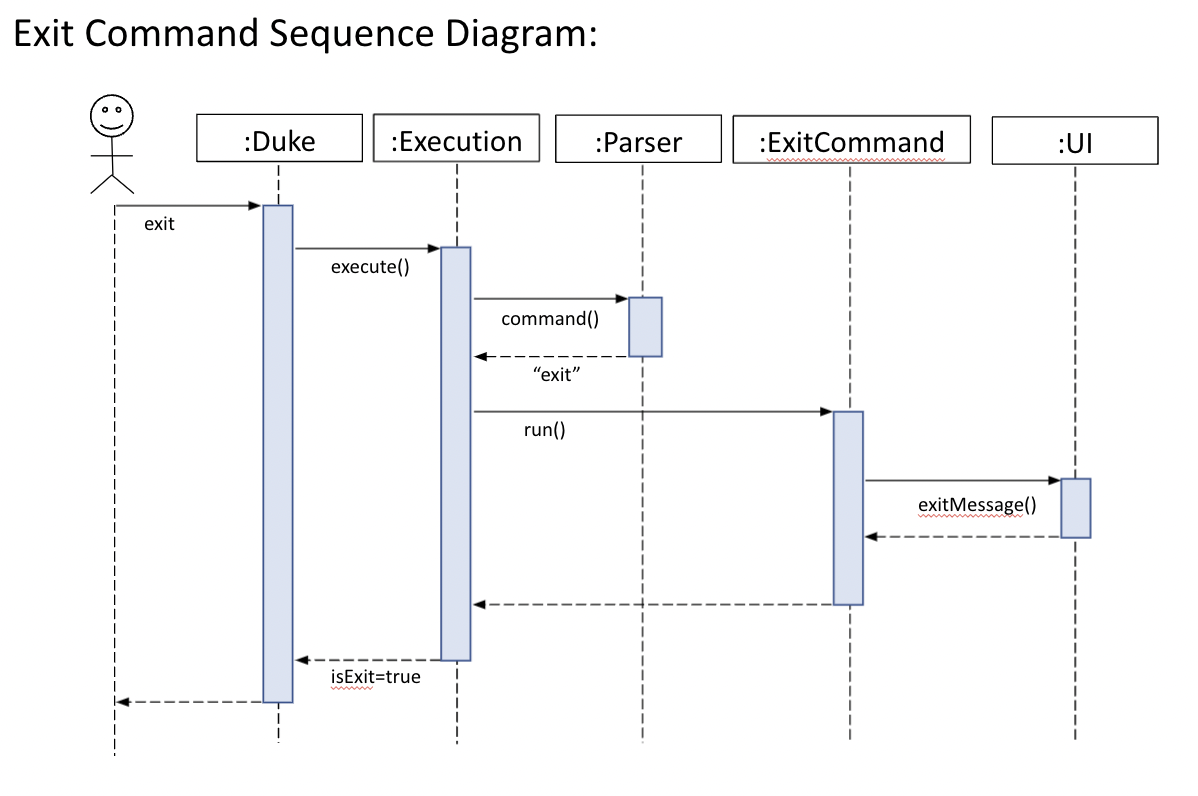 Exit Command Sequence Diagram:
:Duke
:Execution
:Parser
:ExitCommand
:UI
exit
execute()
command()
“exit”
run()
exitMessage()
isExit=true